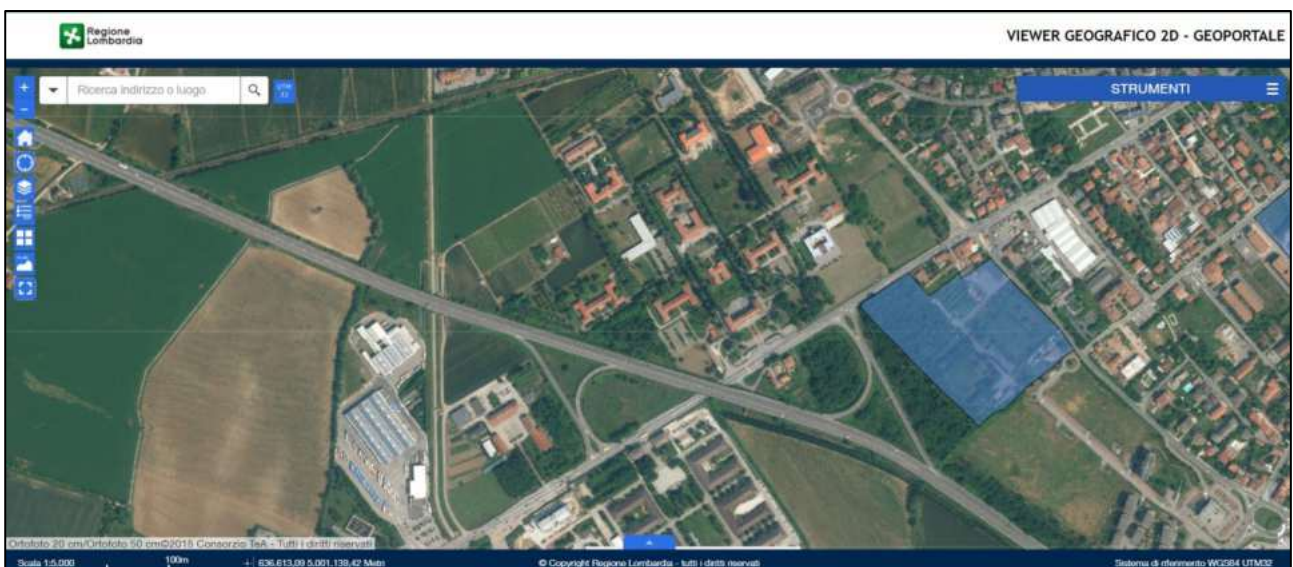 Regione
Lombardia
VIEWER GEOGRAFICO 2D - GEOPORTALE
Ricerca indirizzo o luogo
STRUMENTI
Ortofoto 20 cm/Ortofoto 50 cm©2015 Consorzio TeA - Tutti i diritti riservati
Scala 1:5.000
100m
636.613,09 5.001.139,42 Metri
© Copyright Regione Lombardia - tutti i diritti riservati
Sistema di riferimento WGS84 UTM32